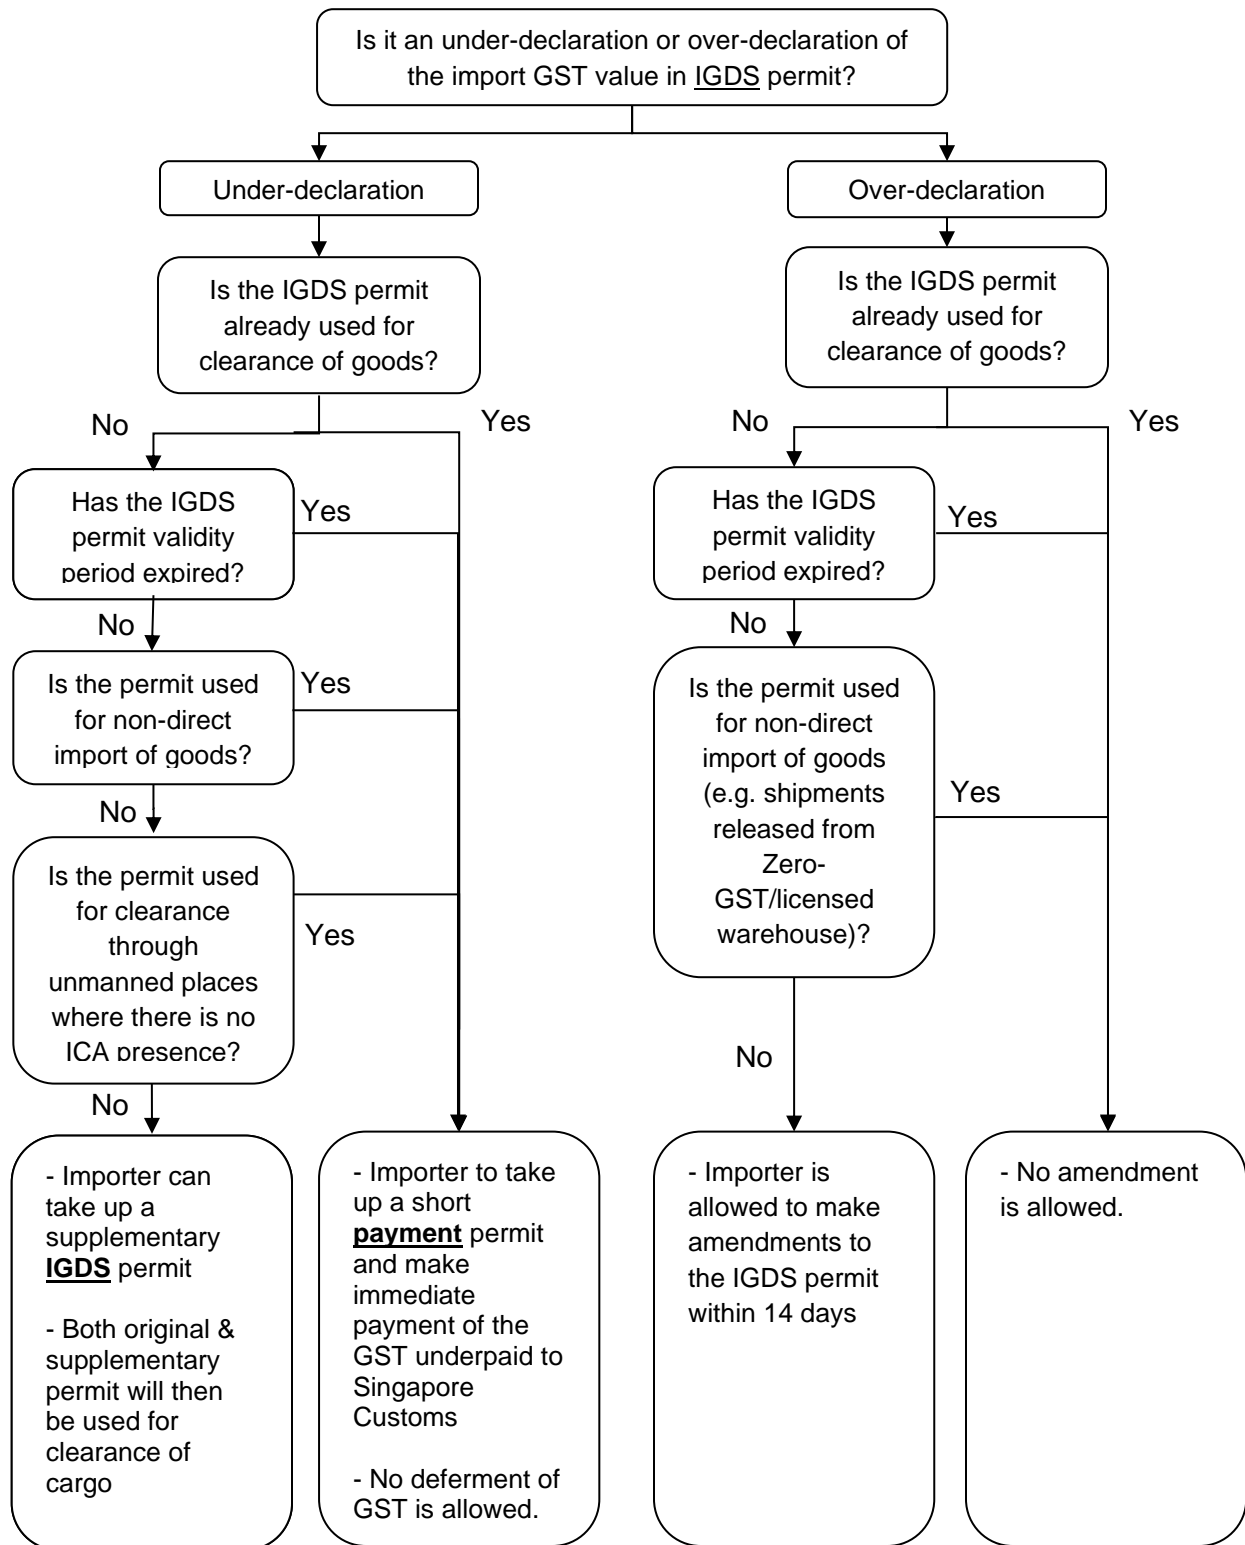 Is it an under-declaration or over-declaration of
the import GST value in IGDS permit?
Under-declaration
Over-declaration
Is the IGDS permit
already used for
clearance of goods?
Is the IGDS permit
already used for
clearance of goods?
No
Yes
No
Yes
Has the IGDS
permit validity
period expired?
Yes
Has the IGDS
permit validity
period expired?
Yes
No
No
Is the permit used
for non-direct
import of goods?
Yes
Is the permit used
for non-direct
import of goods
(e.g. shipments
released from
Zero-
GST/licensed
warehouse)?
Yes
No
Is the permit used
for clearance
through
unmanned places
where there is no
ICA presence?
Yes
No
No
- Importer can
take up a
supplementary
IGDS permit
- Both original &
supplementary
permit will then
be used for
clearance of
cargo
- Importer to take
up a short
payment permit
and make
immediate
payment of the
GST underpaid to
Singapore
Customs
- No deferment of
GST is allowed.
- Importer is
allowed to make
amendments to
the IGDS permit
within 14 days
- No amendment
is allowed.